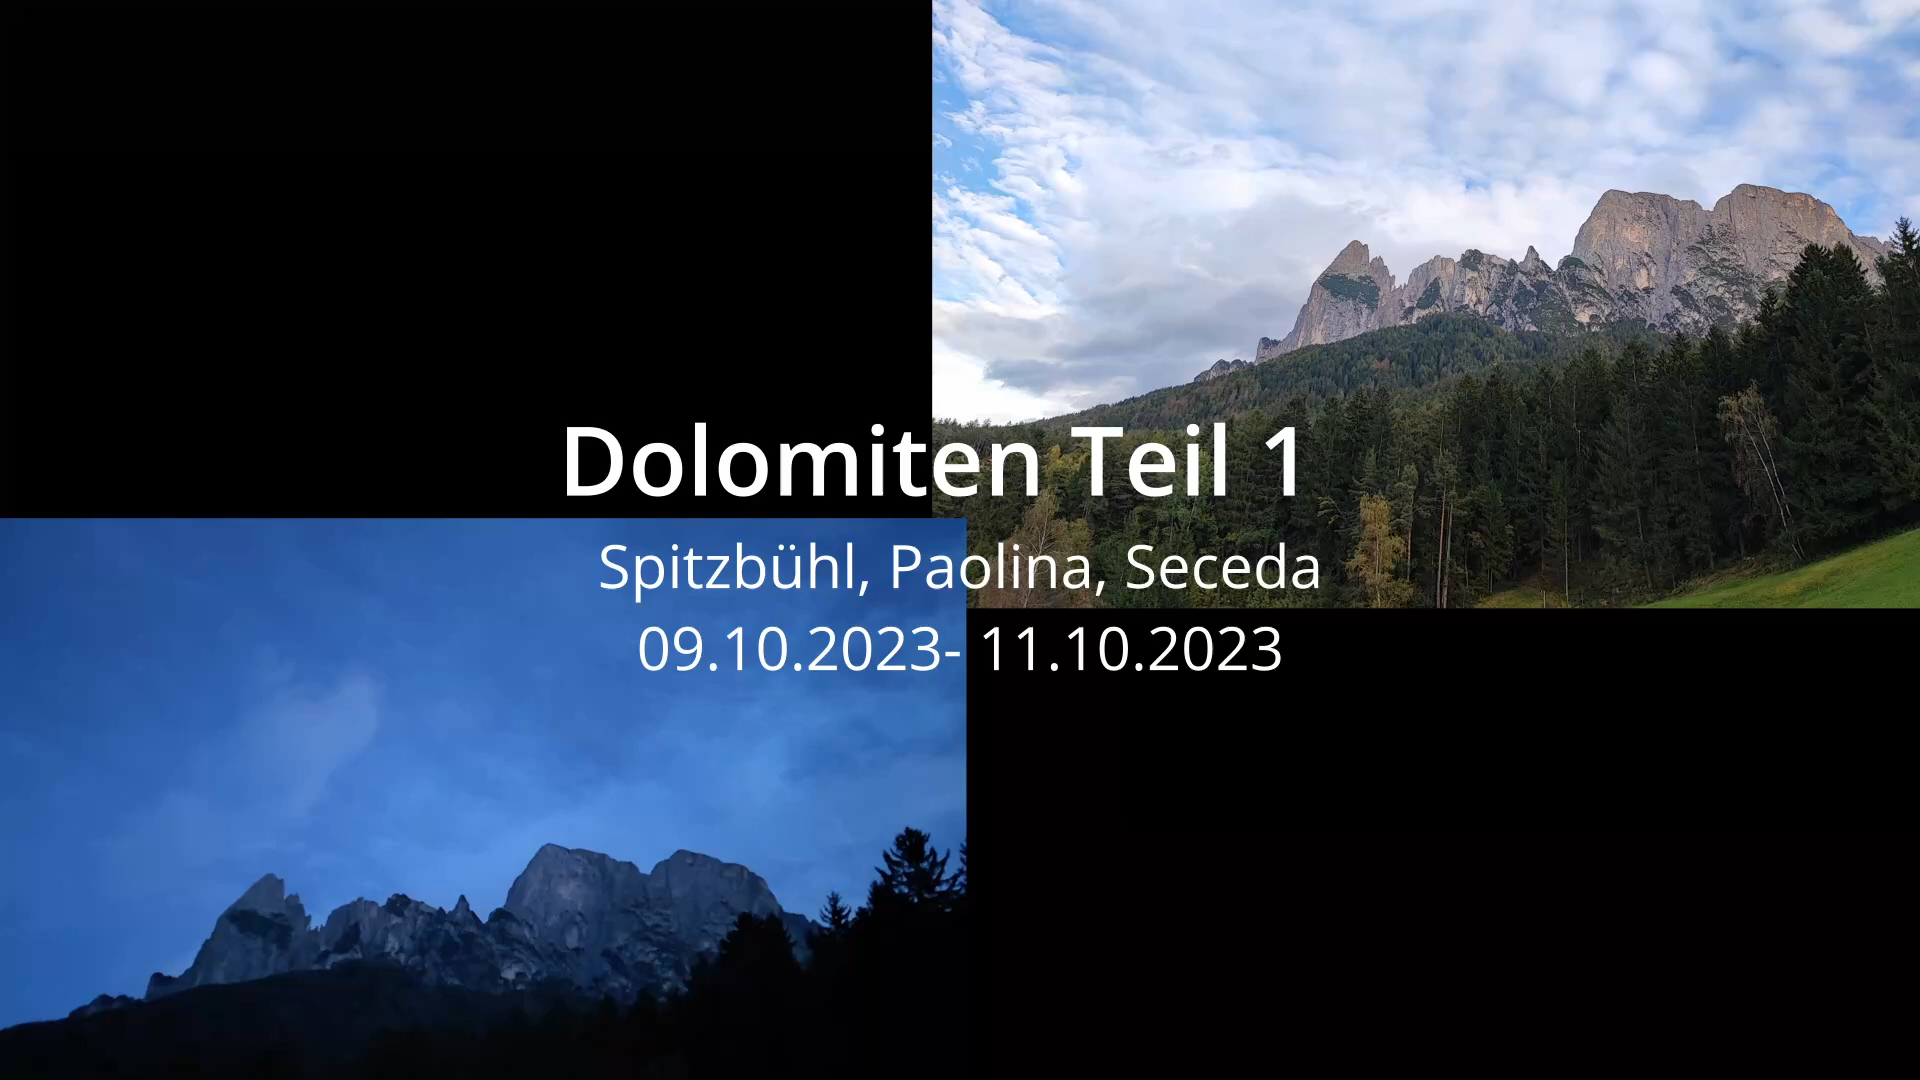 Dolomiten Teil 1
Spitzbühl, Paolina, Seceda
09.10.2023- 11.10.2023